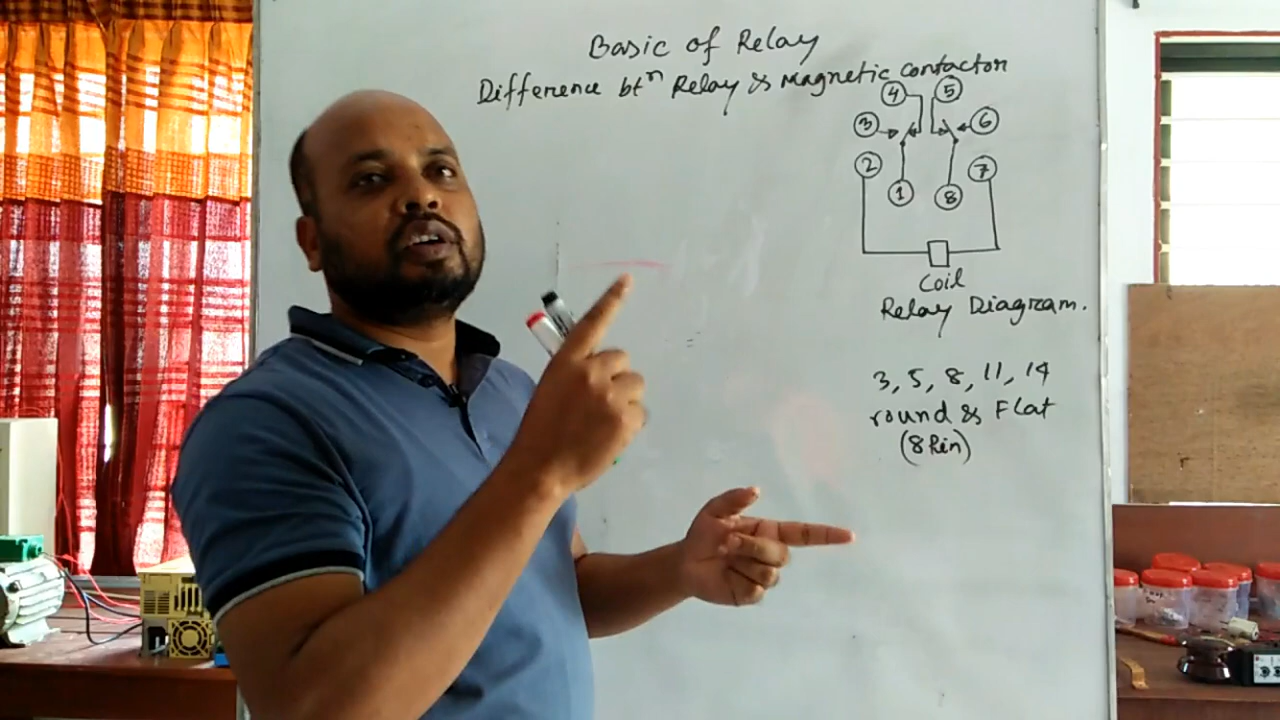 Basic of Relay
Difference btⁿ Relay & Magnetic contactor
4 5
3 6
2 7
1 8
Coil
Relay Diagram.
3, 5, 8, 11, 14
round & Flat
(8 Pin)